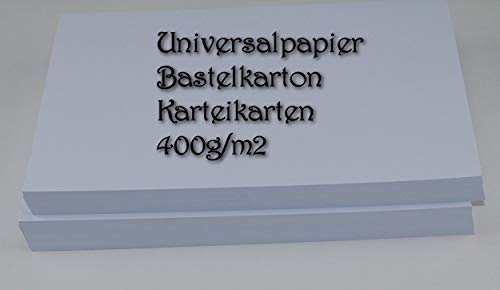 Universalpapier
Bastelkarton
Karteikarten
400g/m2